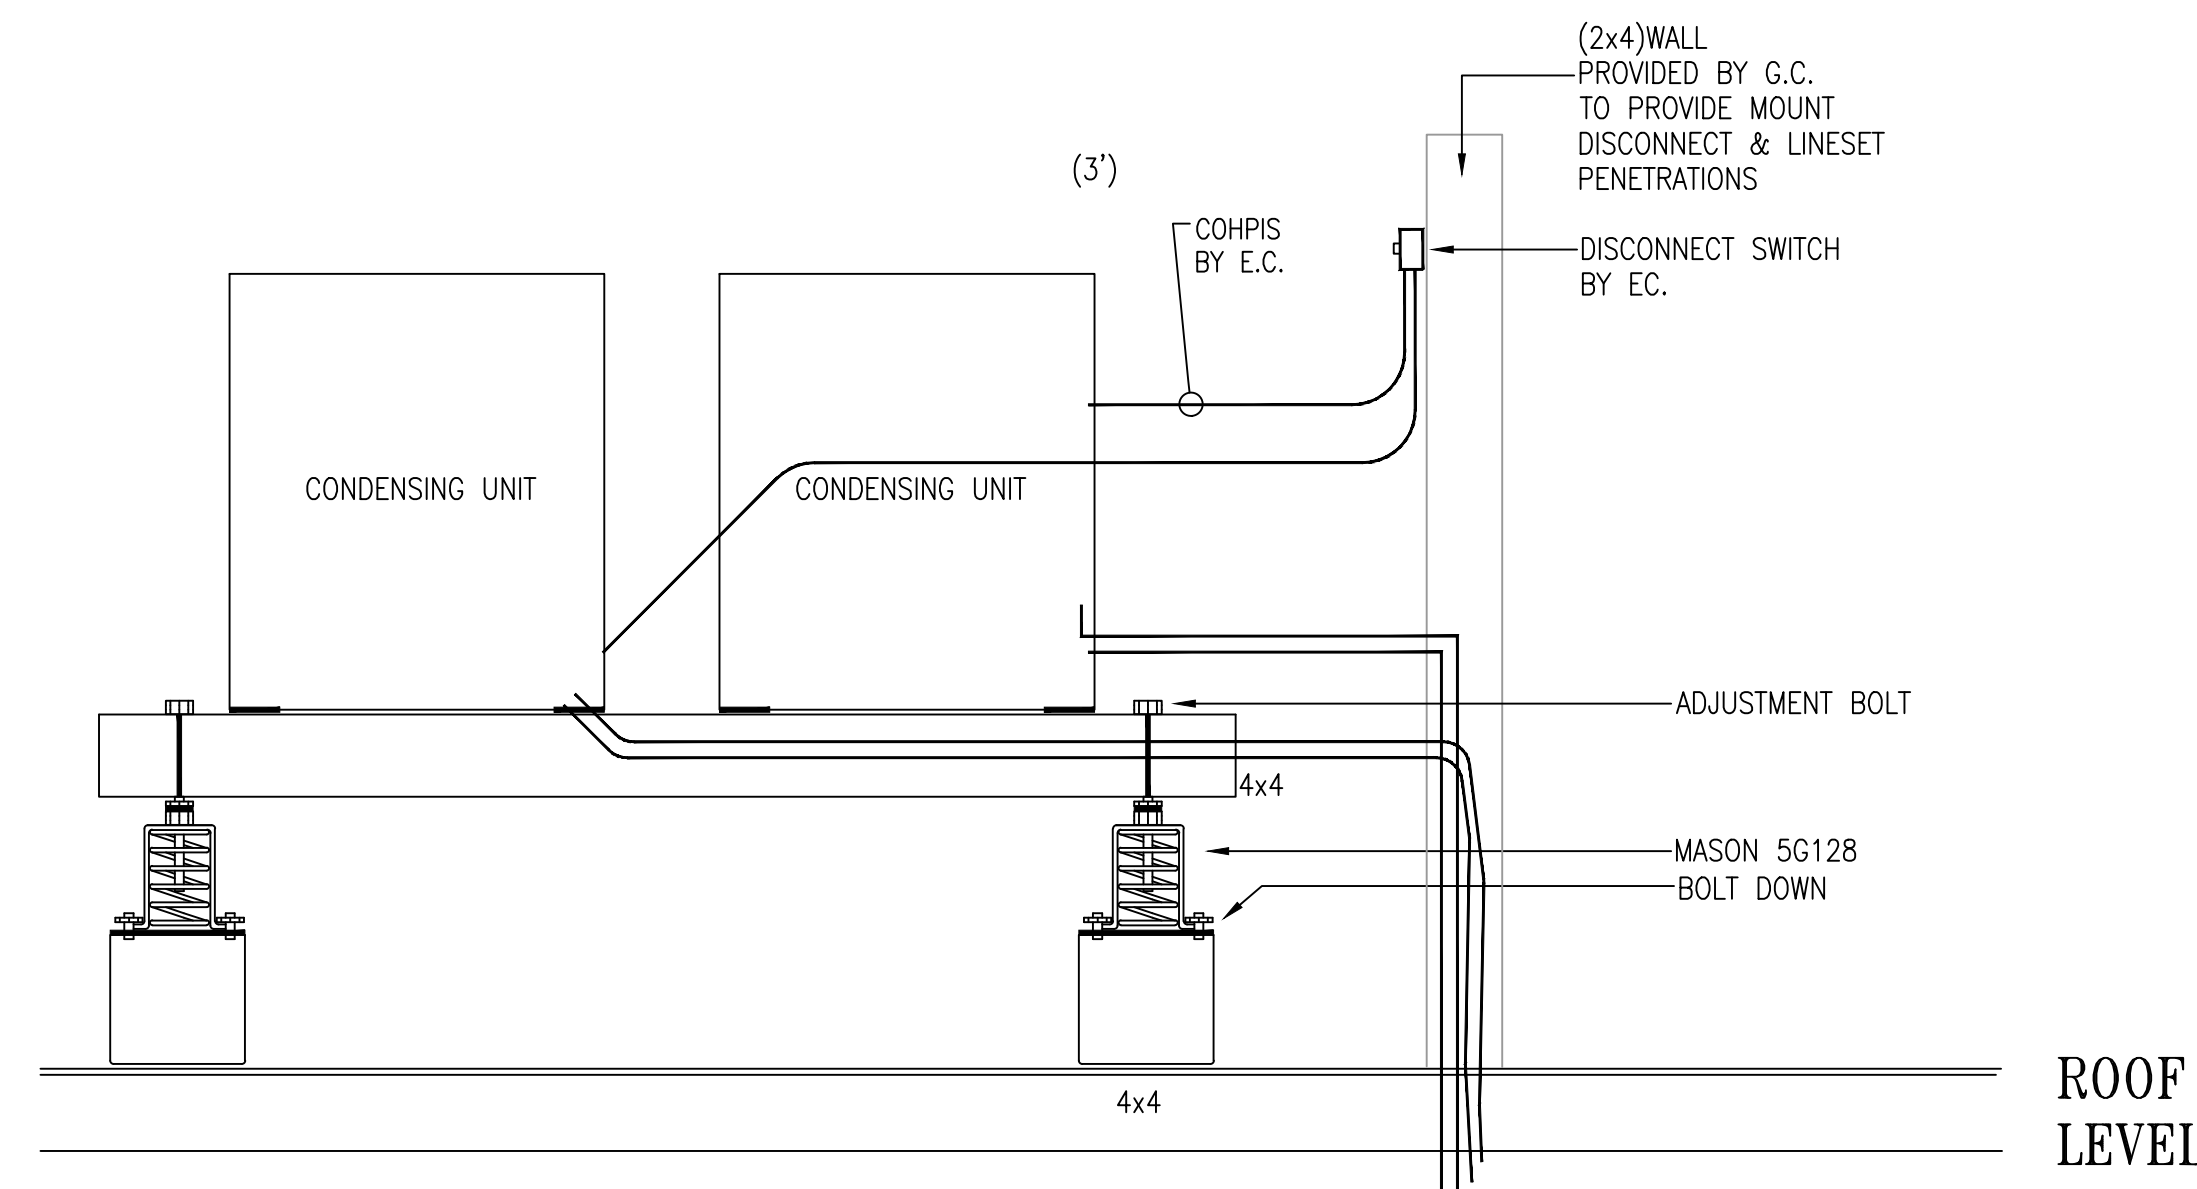 (2x4)WALL
PROVIDED BY G.C.
TO PROVIDE MOUNT
DISCONNECT & LINESET
PENETRATIONS
(3')
COHPIS
BY E.C.
DISCONNECT SWITCH
BY EC.
CONDENSING UNIT
CONDENSING UNIT
ADJUSTMENT BOLT
4x4
MASON 5G128
BOLT DOWN
4x4
ROOF
LEVEL